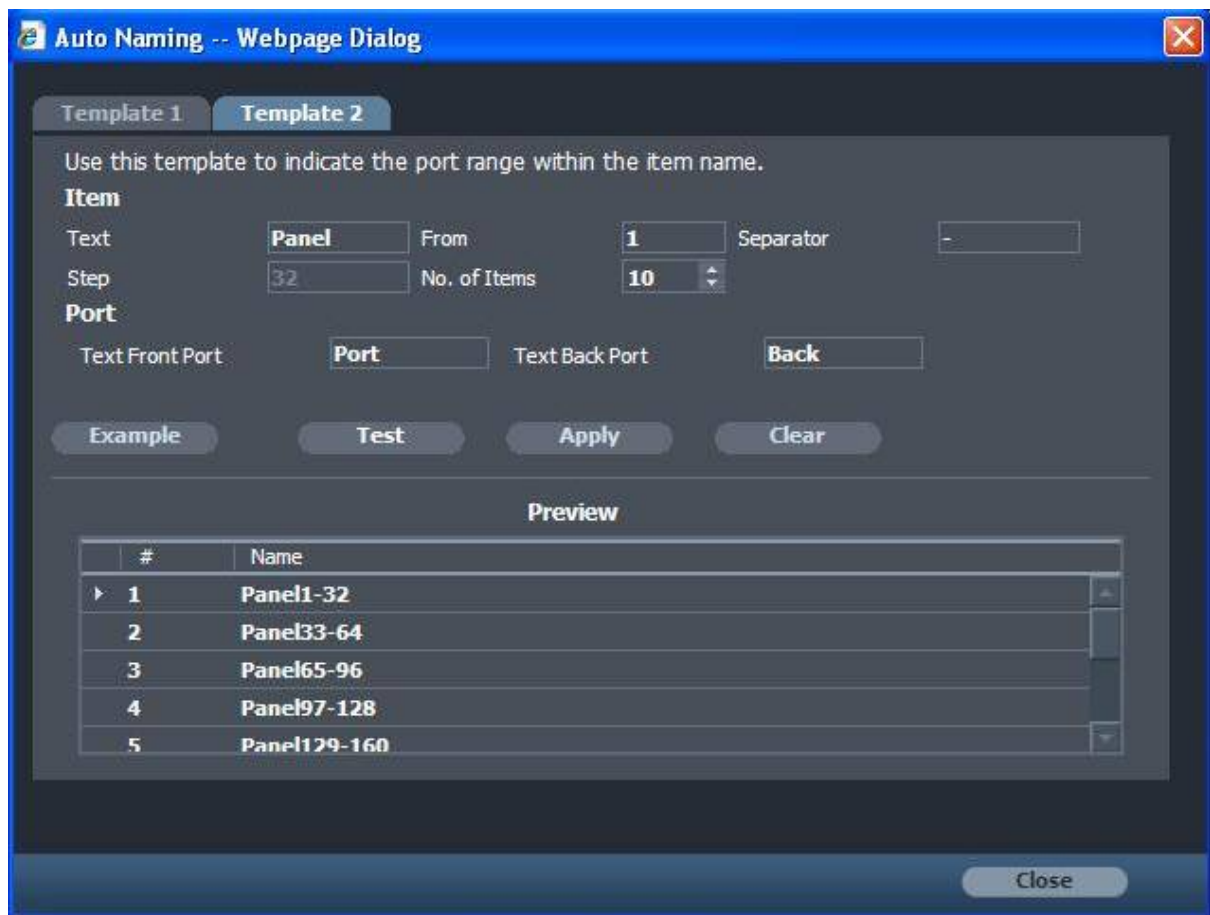 Auto Naming -- Webpage Dialog
Template 1 Template 2
Use this template to indicate the port range within the item name.
Item
Text Panel From 1 Separator -
Step 32 No. of Items 10
Port
Text Front Port Port Text Back Port Back
Example Test Apply Clear
Preview
# Name
1 Panel1-32
2 Panel33-64
3 Panel65-96
4 Panel97-128
5 Panel129-160
Close